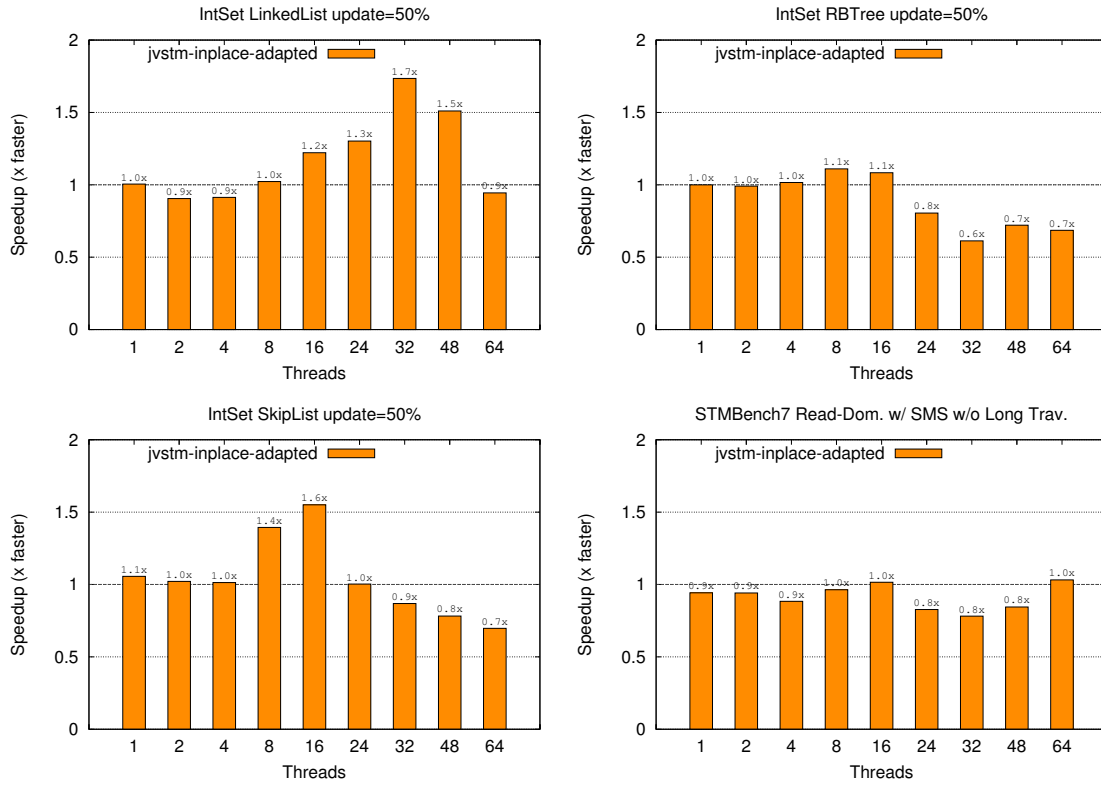 IntSet LinkedList update=50%
jvstm-inplace-adapted
Speedup (x faster)
2
1.5
1
0.5
0
1.0x 0.9x 0.9x 1.0x 1.2x 1.3x 1.7x 1.5x 0.9x
1 2 4 8 16 24 32 48 64
Threads
IntSet RBTree update=50%
jvstm-inplace-adapted
Speedup (x faster)
2
1.5
1
0.5
0
1.0x 1.0x 1.0x 1.1x 1.1x 0.8x 0.6x 0.7x 0.7x
1 2 4 8 16 24 32 48 64
Threads
IntSet SkipList update=50%
jvstm-inplace-adapted
Speedup (x faster)
2
1.5
1
0.5
0
1.1x 1.0x 1.0x 1.4x 1.6x 1.0x 0.9x 0.8x 0.7x
1 2 4 8 16 24 32 48 64
Threads
STMBench7 Read-Dom. w/ SMS w/o Long Trav.
jvstm-inplace-adapted
Speedup (x faster)
2
1.5
1
0.5
0
0.9x 0.9x 0.9x 1.0x 1.0x 0.8x 0.8x 0.8x 1.0x
1 2 4 8 16 24 32 48 64
Threads